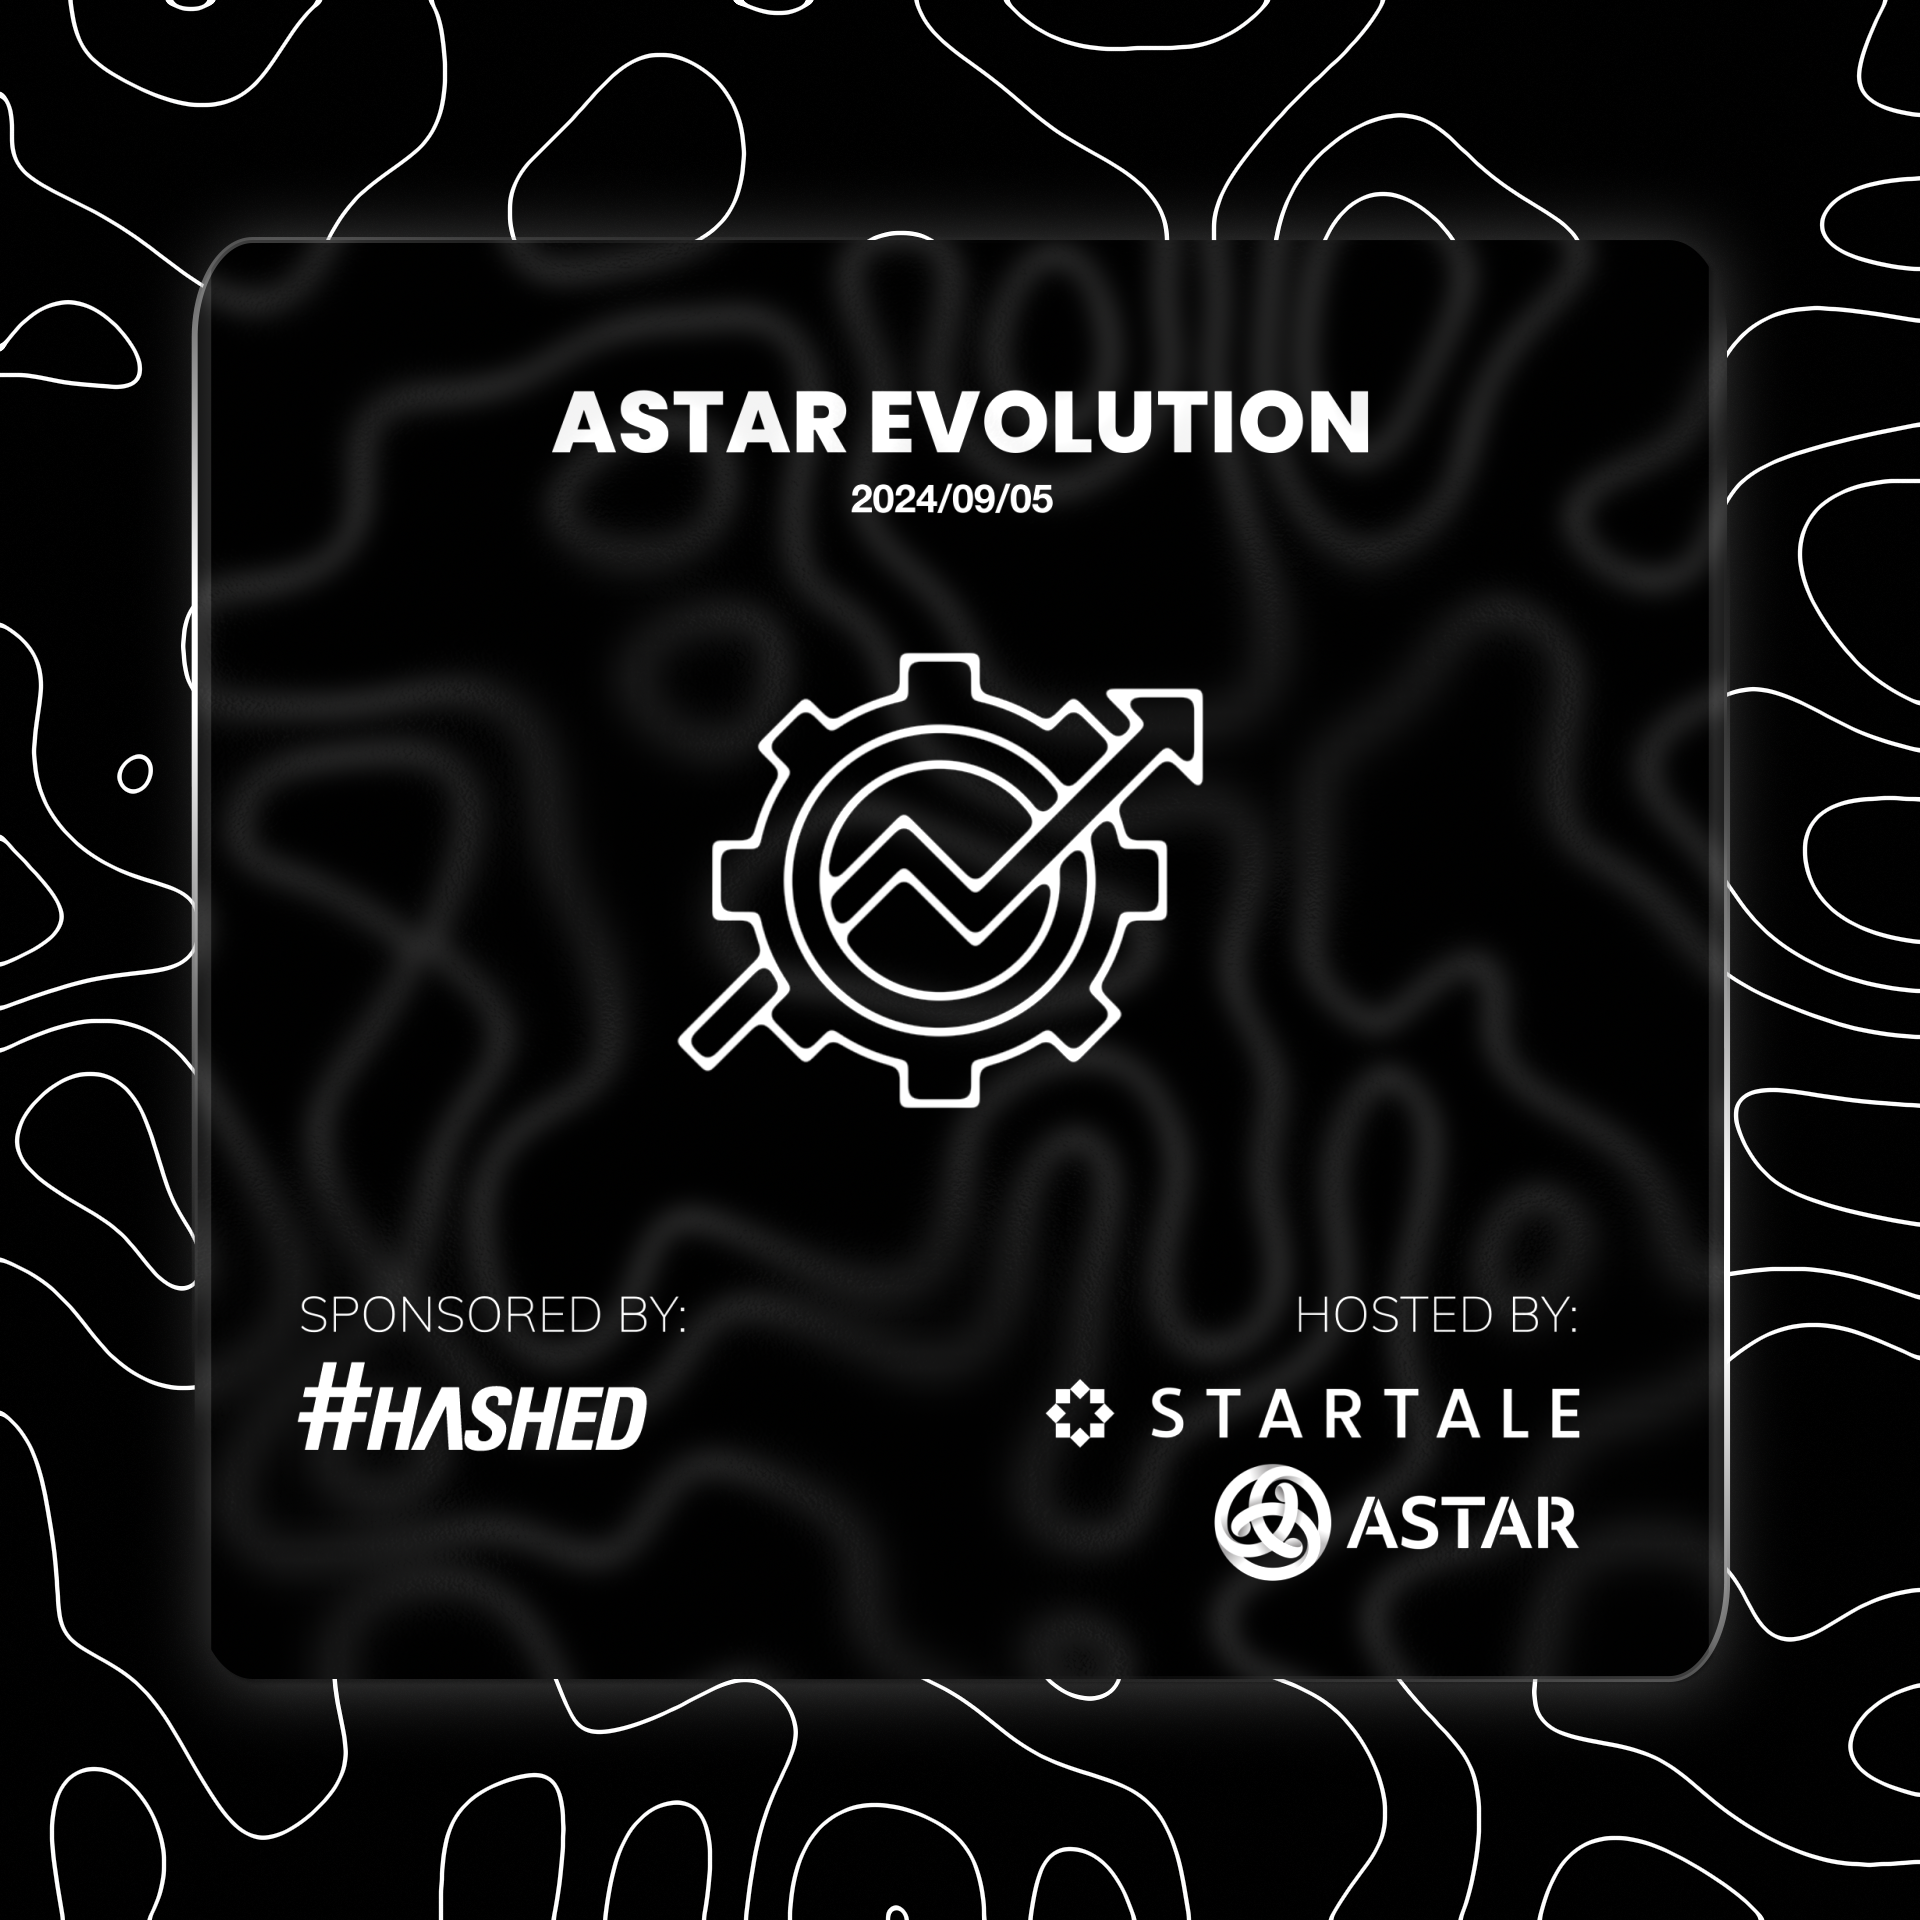 ASTAR EVOLUTION
2024/09/05
SPONSORED BY:
#HASHED
HOSTED BY:
STARTALE
ASTAR